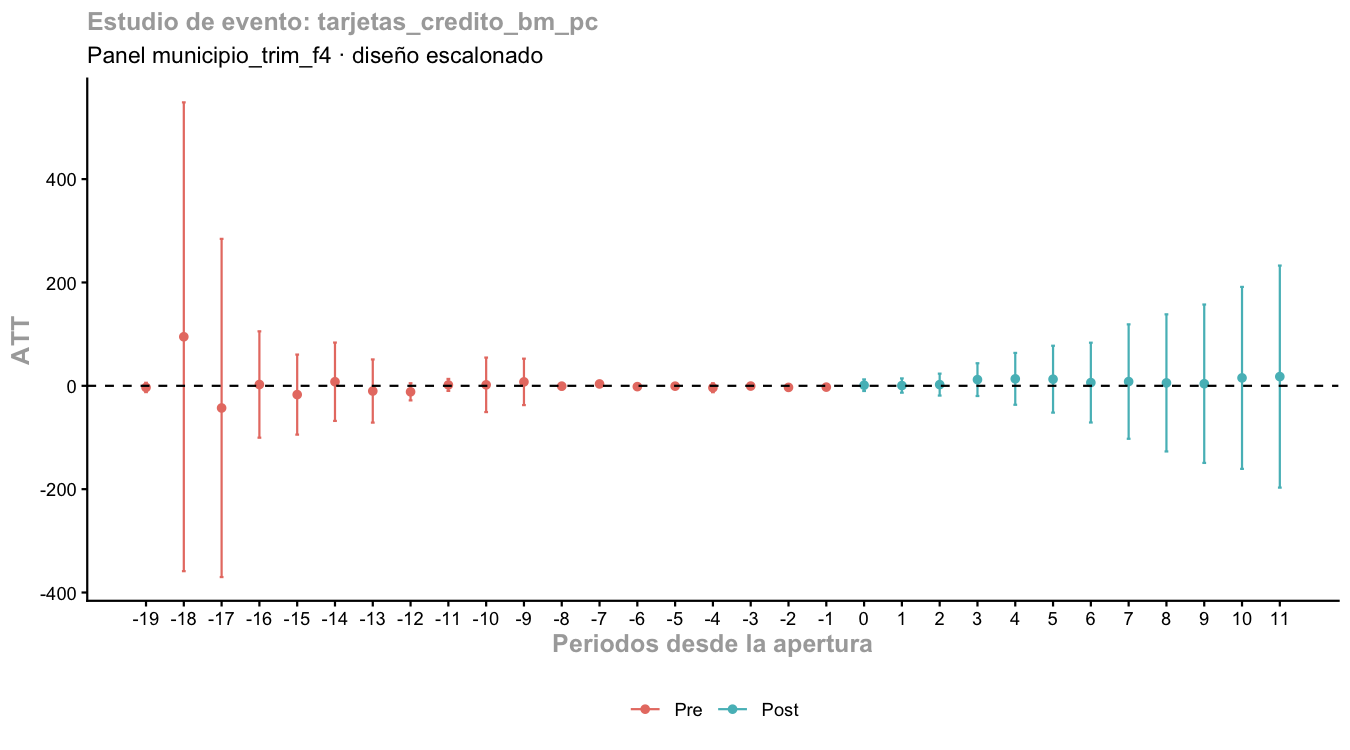 Estudio de evento: tarjetas_credito_bm_pc
Panel municipio_trim_f4 · diseño escalonado
ATT
400
200
0
-200
-400
-19 -18 -17 -16 -15 -14 -13 -12 -11 -10 -9 -8 -7 -6 -5 -4 -3 -2 -1 0 1 2 3 4 5 6 7 8 9 10 11
Periodos desde la apertura
Pre Post